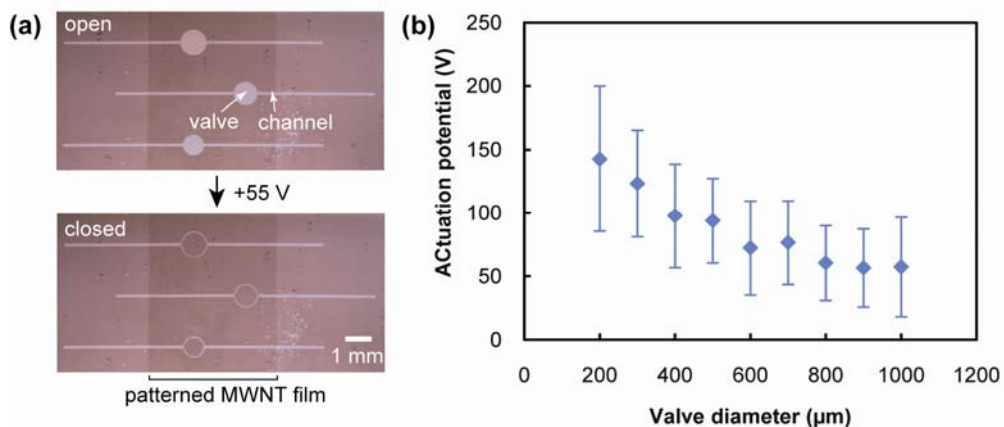 (a)
open
valve
channel
+55 V
closed
1 mm
patterned MWNT film
(b)
ACtuation potential (V)
250
200
150
100
50
0
0 200 400 600 800 1000 1200
Valve diameter (µm)